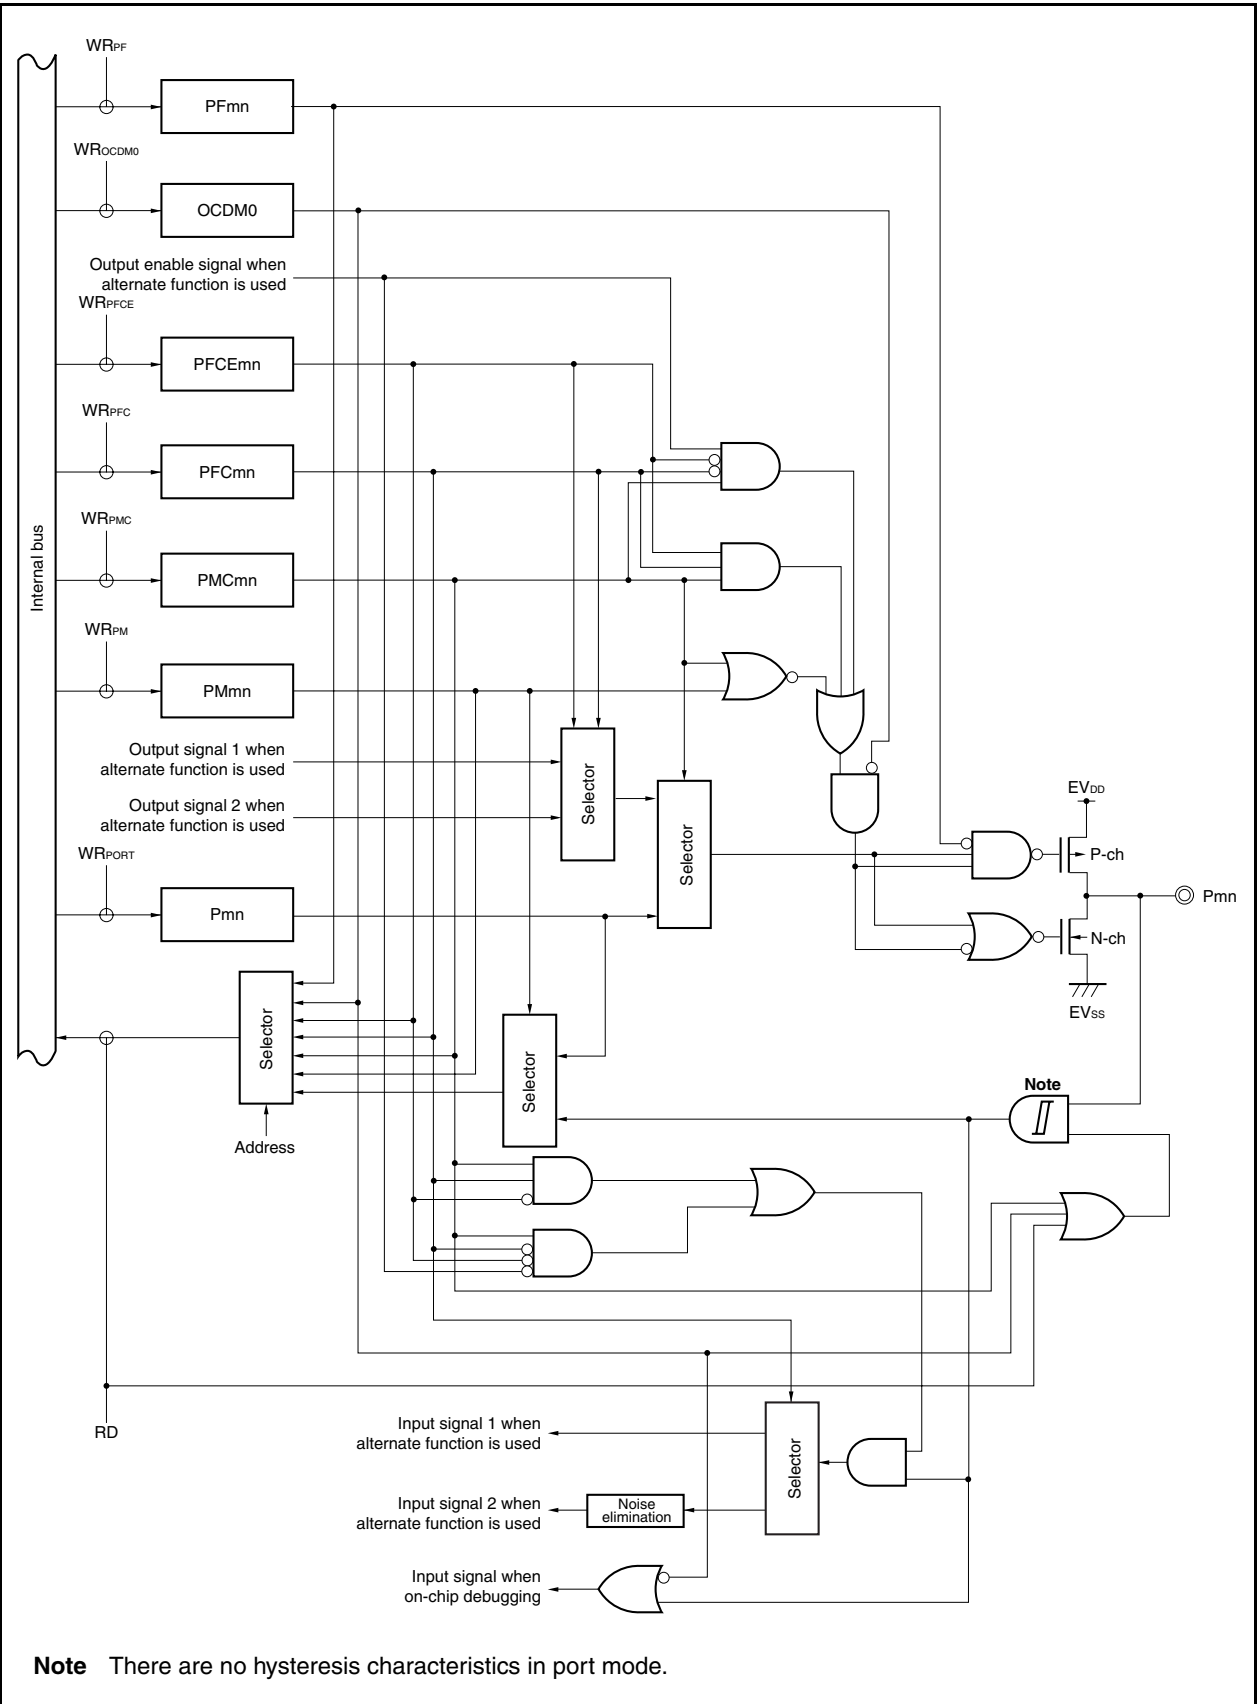 WRPF
PFmn
WROCDM0
OCDM0
Output enable signal when
alternate function is used
WRPFCE
PFCEmn
WRPFC
PFCmn
WRPMC
PMCmn
Internal bus
WRPM
PMmn
Output signal 1 when
alternate function is used
Output signal 2 when
alternate function is used
Selector
Selector
WRPORT
Pmn
EVDD
P-ch
Pmn
N-ch
EVSS
Selector
Address
Selector
Note
RD
Input signal 1 when
alternate function is used
Selector
Input signal 2 when
alternate function is used
Noise
elimination
Input signal when
on-chip debugging
Note There are no hysteresis characteristics in port mode.